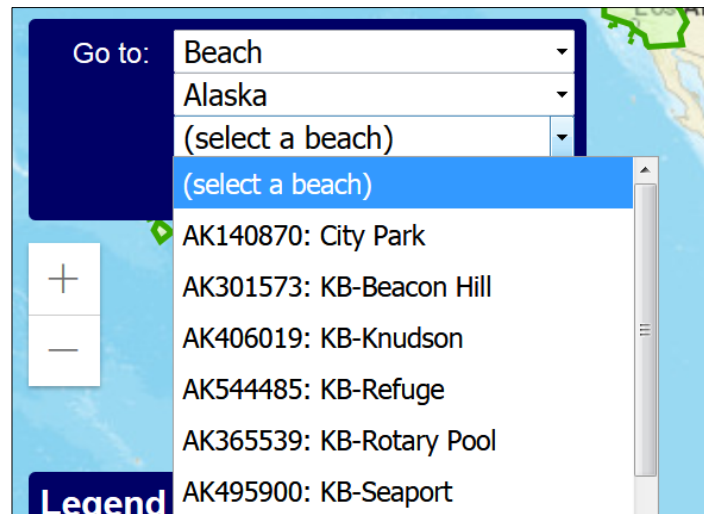 Go to:
Beach
Alaska
(select a beach)
(select a beach)
AK140870: City Park
AK301573: KB-Beacon Hill
AK406019: KB-Knudson
AK544485: KB-Refuge
AK365539: KB-Rotary Pool
AK495900: KB-Seaport
Legend